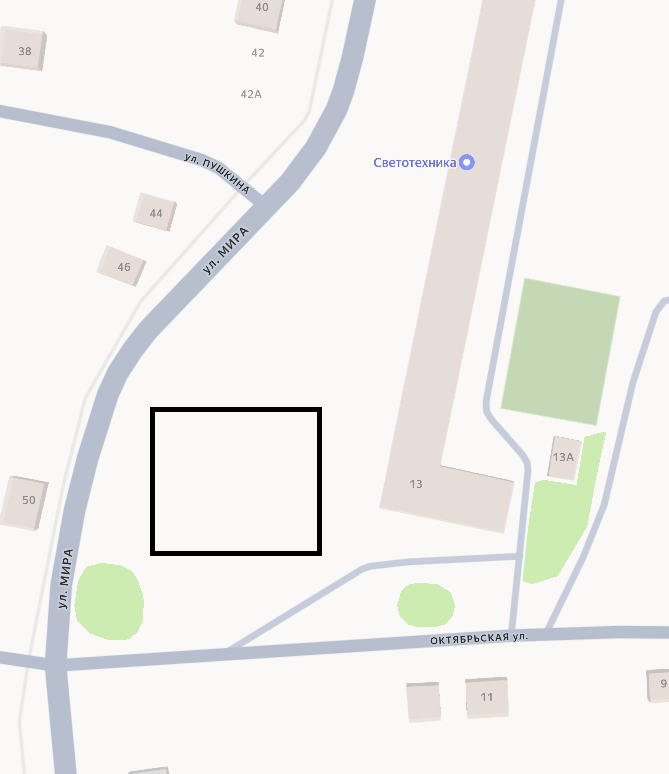 40
38
42
42А
ул. ПУШКИНА
Светотехника
44
ул. МИРА
46
13А
13
50
ул. МИРА
ОКТЯБРЬСКАЯ ул.
9
11